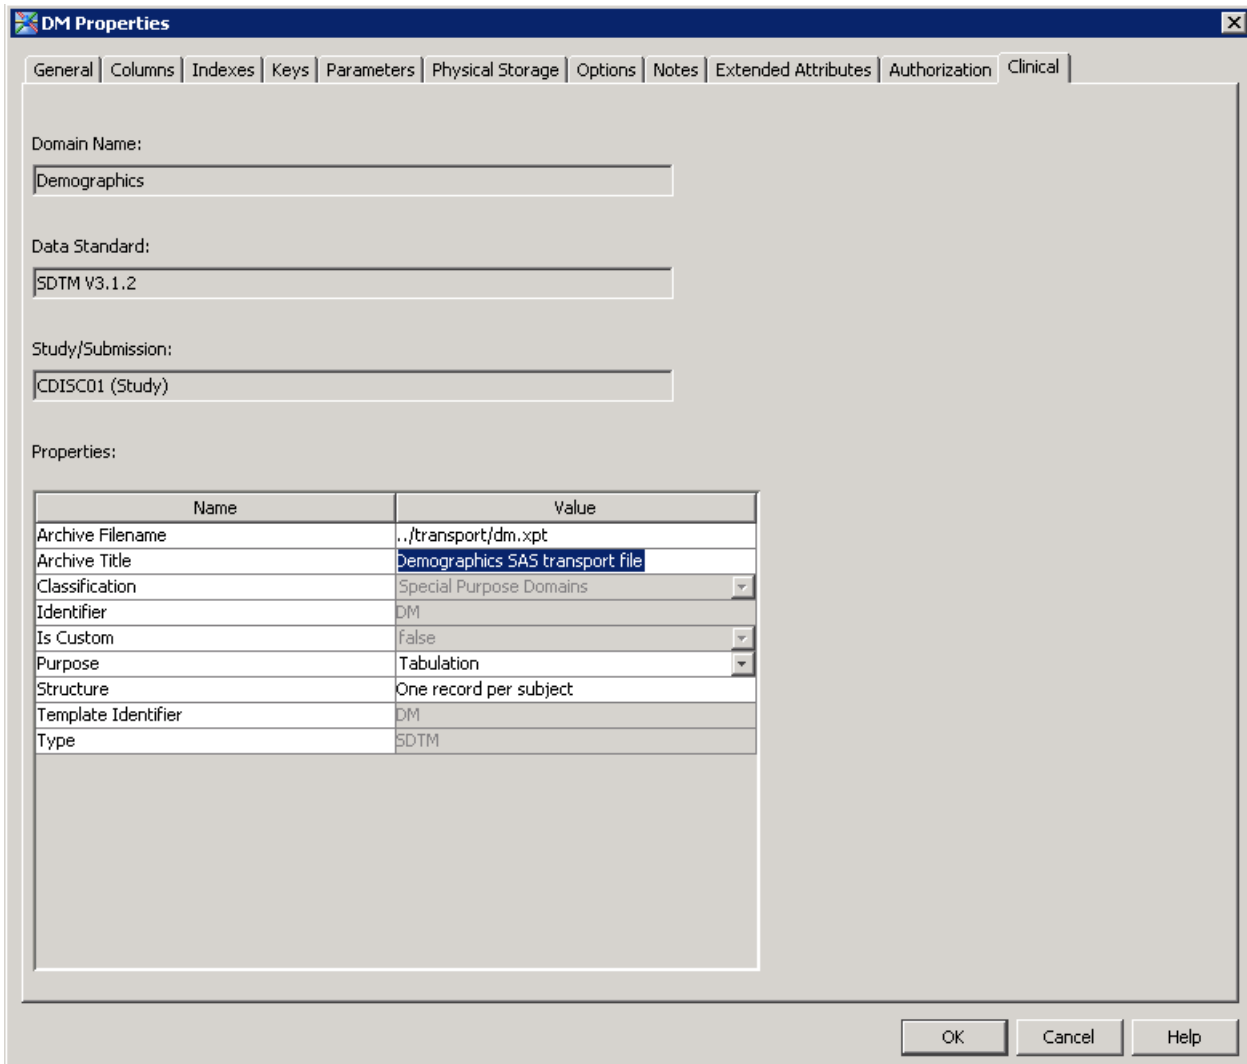 DM Properties
General Columns Indexes Keys Parameters Physical Storage Options Notes Extended Attributes Authorization Clinical
Domain Name:
Demographics
Data Standard:
SDTM V3.1.2
Study/Submission:
CDISC01 (Study)
Properties:
Name Value
Archive Filename ../transport/dm.xpt
Archive Title Demographics SAS transport file
Classification Special Purpose Domains
Identifier DM
Is Custom false
Purpose Tabulation
Structure One record per subject
Template Identifier DM
Type SDTM
OK Cancel Help